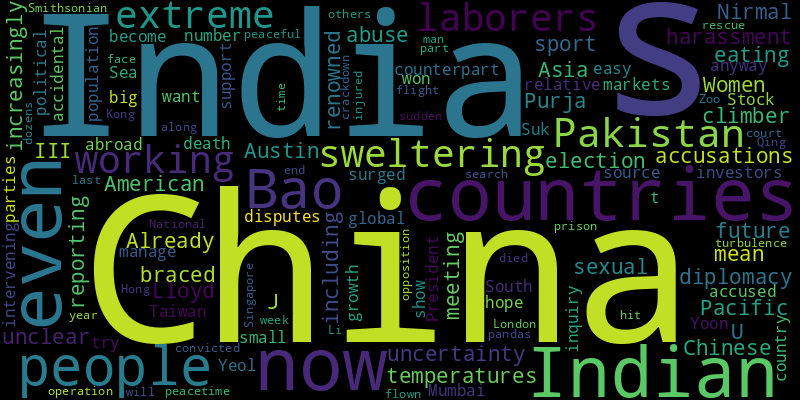 Smithsonian
extreme
others
laborers
Nirmal
become
number
peaceful
abuse
sport
harassment
increasingly
political
accidental
population
India
S
support
renowned
man
part
face
crackdown
injured
counterpart
eating
anyway
rescue
Sea
big
want
time
won
Asia
easy
relative
markets
Women
Zoo
Stock
dozens
Kong
along
flight
sudden
Purja
climber
III
abroad
death
Austin
sweltering
Suk
Pakistan
court
Qing
working
election
accusations
last
American
end
surged
search
source
investors
even
parties
intervening
Bao
countries
t
reporting
National
disputes
global
prison
future
Already
China
turbulence
manage
including
growth
opposition
President
meeting
died
sexual
mean
braced
Lloyd
Hong
Taiwan
Singapore
J
show
South
hope
pandas
London
inquiry
diplomacy
accused
Pacific
year
week
Li
hit
Yoon
U
country
unclear
try
small
Chinese
people
convicted
Yeol
now
uncertainty
temperatures
Indian
operation
will
peacetime
flown
Mumbai